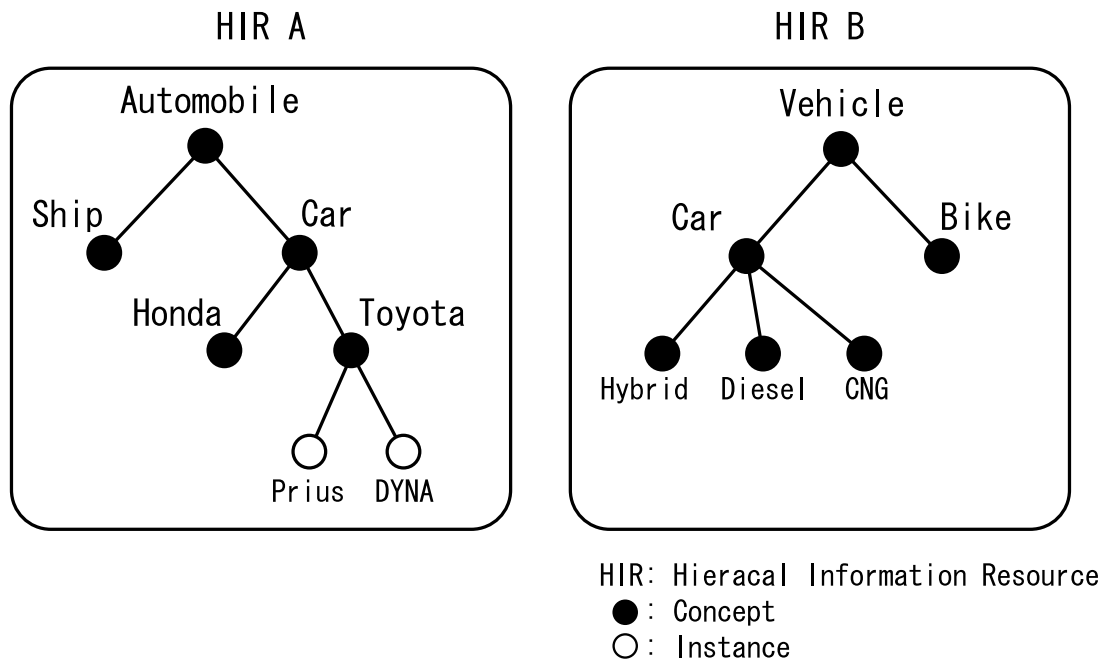 HIR A
Automobile
Ship
Car
Honda
Toyota
Prius
DYNA
HIR B
Vehicle
Car
Bike
Hybrid
Diesel
CNG
HIR: Hieracal Information Resource
: Concept
: Instance